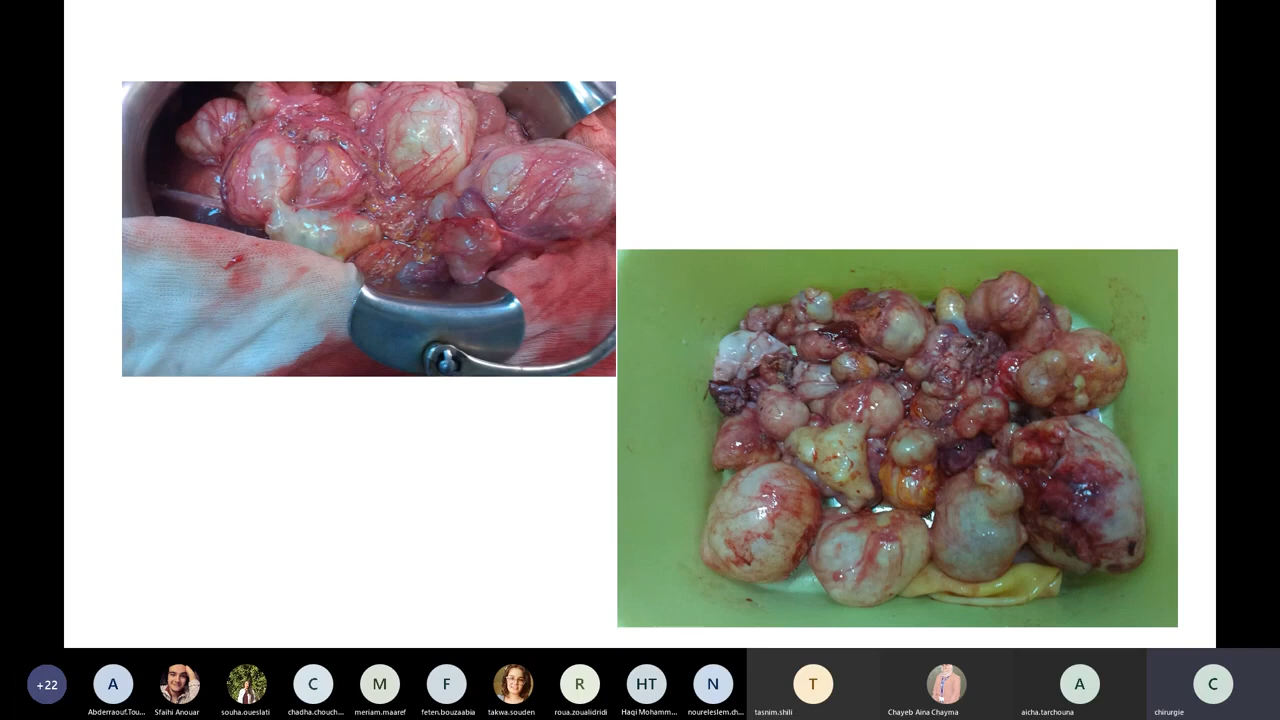 +22
A
C
M
F
R
HT
N
T
A
C
Abderraouf.Tou...
Sfaihi Anouar
souha.oueslati
chadha.chouch...
meriam.maaref
feten.bouzaabia
takwa.souden
roua.zoualidridi
Haqi Mohamm...
noureleslem.ch...
tasnim.shili
Chayeb Aina Chayma
aicha.tarchouna
chirurgie